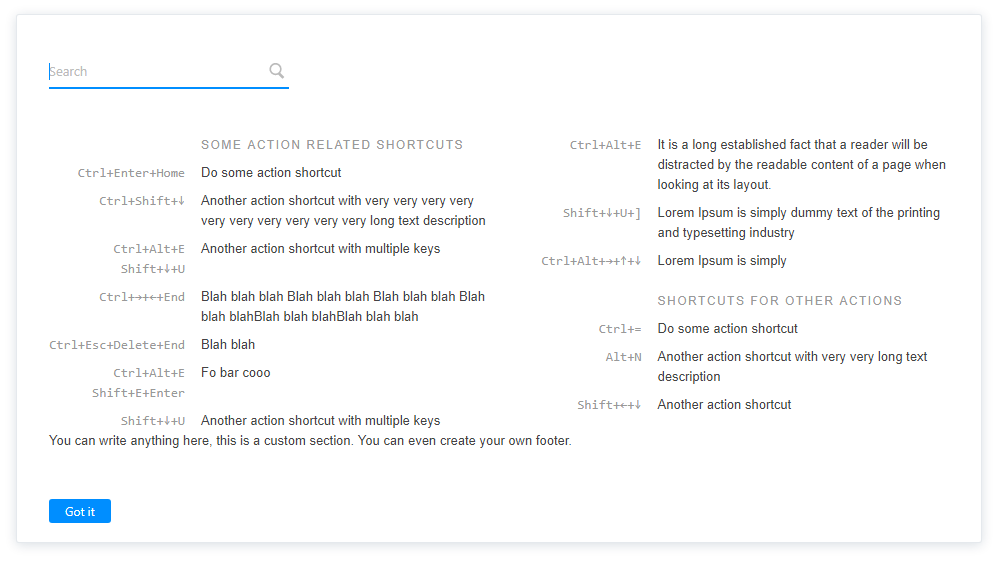 Search
SOME ACTION RELATED SHORTCUTS
Ctrl+Enter+Home Do some action shortcut
Ctrl+Shift+↓ Another action shortcut with very very very very
very very very very very very long text description
Ctrl+Alt+E Another action shortcut with multiple keys
Shift+↓+U
Ctrl+→+←+End Blah blah blah Blah blah blah Blah blah blah Blah
blah blahBlah blah blahBlah blah blah
Ctrl+Esc+Delete+End Blah blah
Ctrl+Alt+E Fo bar cooo
Shift+E+Enter
Shift+↓+U Another action shortcut with multiple keys
Ctrl+Alt+E It is a long established fact that a reader will be
distracted by the readable content of a page when
looking at its layout.
Shift+↓+U+] Lorem Ipsum is simply dummy text of the printing
and typesetting industry
Ctrl+Alt+→+↑+↓ Lorem Ipsum is simply
SHORTCUTS FOR OTHER ACTIONS
Ctrl+= Do some action shortcut
Alt+N Another action shortcut with very very long text
description
Shift+←+↓ Another action shortcut
You can write anything here, this is a custom section. You can even create your own footer.
Got it